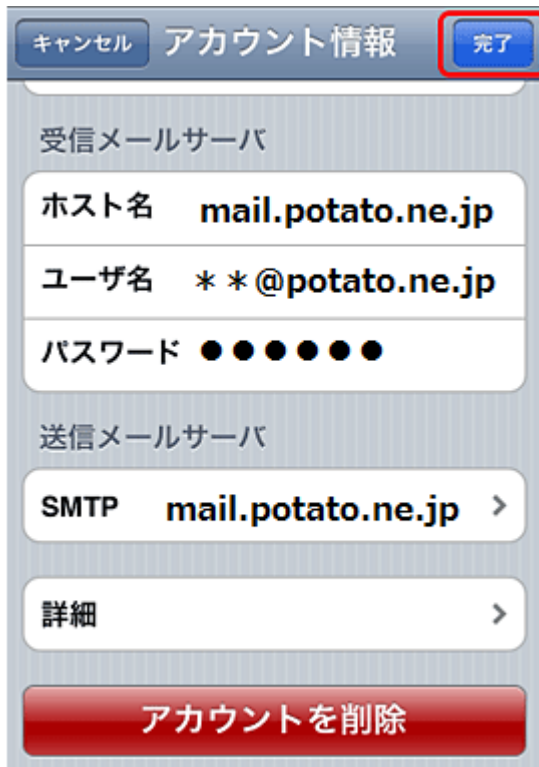 キャンセル アカウント情報 完了
受信メールサーバ
ホスト名 mail.potato.ne.jp
ユーザ名 ＊＊@potato.ne.jp
パスワード ●●●●●●
送信メールサーバ
SMTP mail.potato.ne.jp
詳細
アカウントを削除